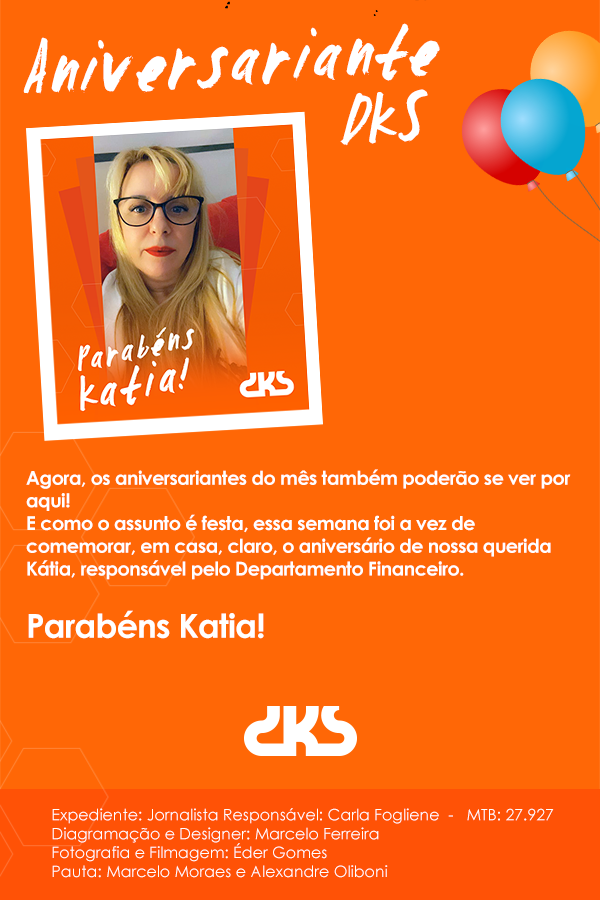 Aniversariante
DKS
Parabéns
Katia!
DKS
Agora, os aniversariantes do mês também poderão se ver por
aqui!
E como o assunto é festa, essa semana foi a vez de
comemorar, em casa, claro, o aniversário de nossa querida
Kátia, responsável pelo Departamento Financeiro.
Parabéns Katia!
DKS
Expediente: Jornalista Responsável: Carla Fogliene - MTB: 27.927
Diagramação e Designer: Marcelo Ferreira
Fotografia e Filmagem: Éder Gomes
Pauta: Marcelo Moraes e Alexandre Oliboni